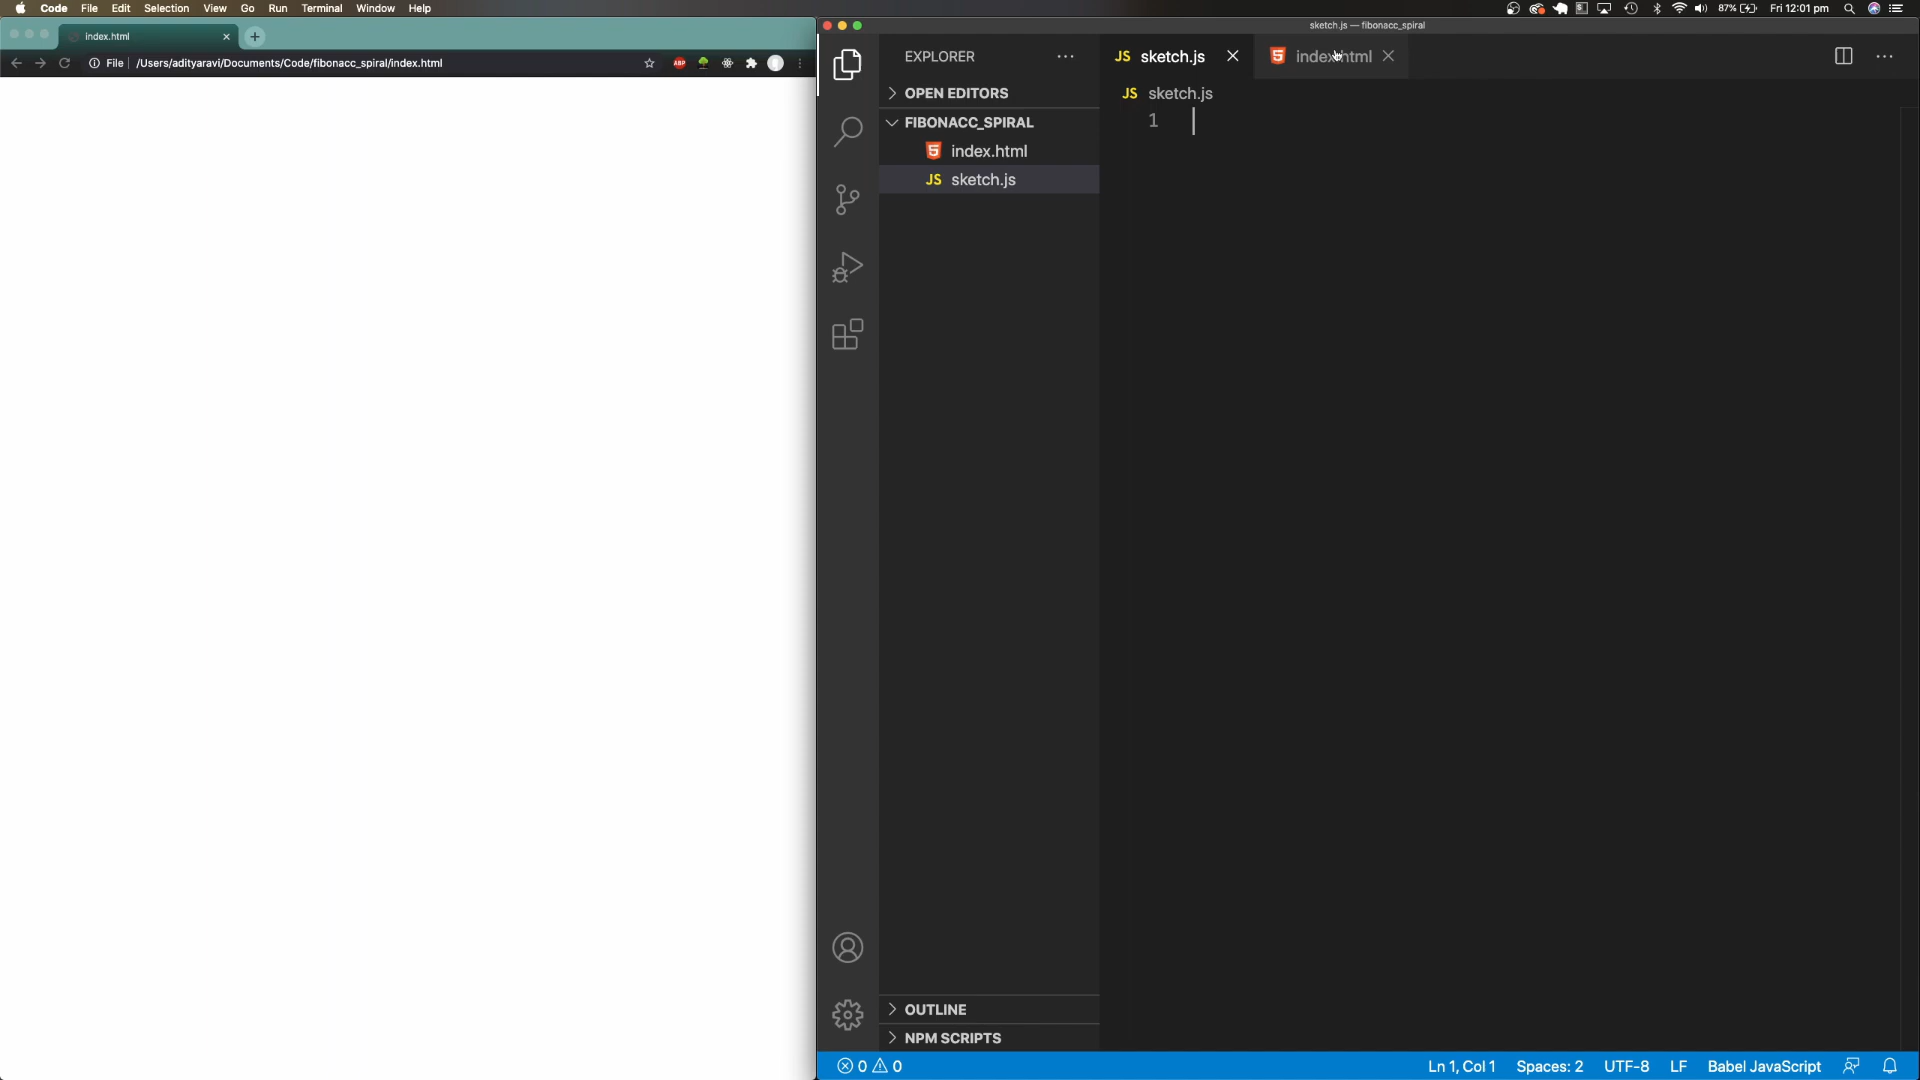 Code File Edit Selection View Go Run Terminal Window Help
87% Fri 12:01 pm
index.html
File /Users/adityaravi/Documents/Code/fibonacc_spiral/index.html
ABP
sketch.js — fibonacc_spiral
EXPLORER
JS sketch.js
index.html
OPEN EDITORS
JS sketch.js
FIBONACC_SPIRAL
1
index.html
JS sketch.js
OUTLINE
NPM SCRIPTS
0 0
Ln 1, Col 1 Spaces: 2 UTF-8 LF Babel JavaScript